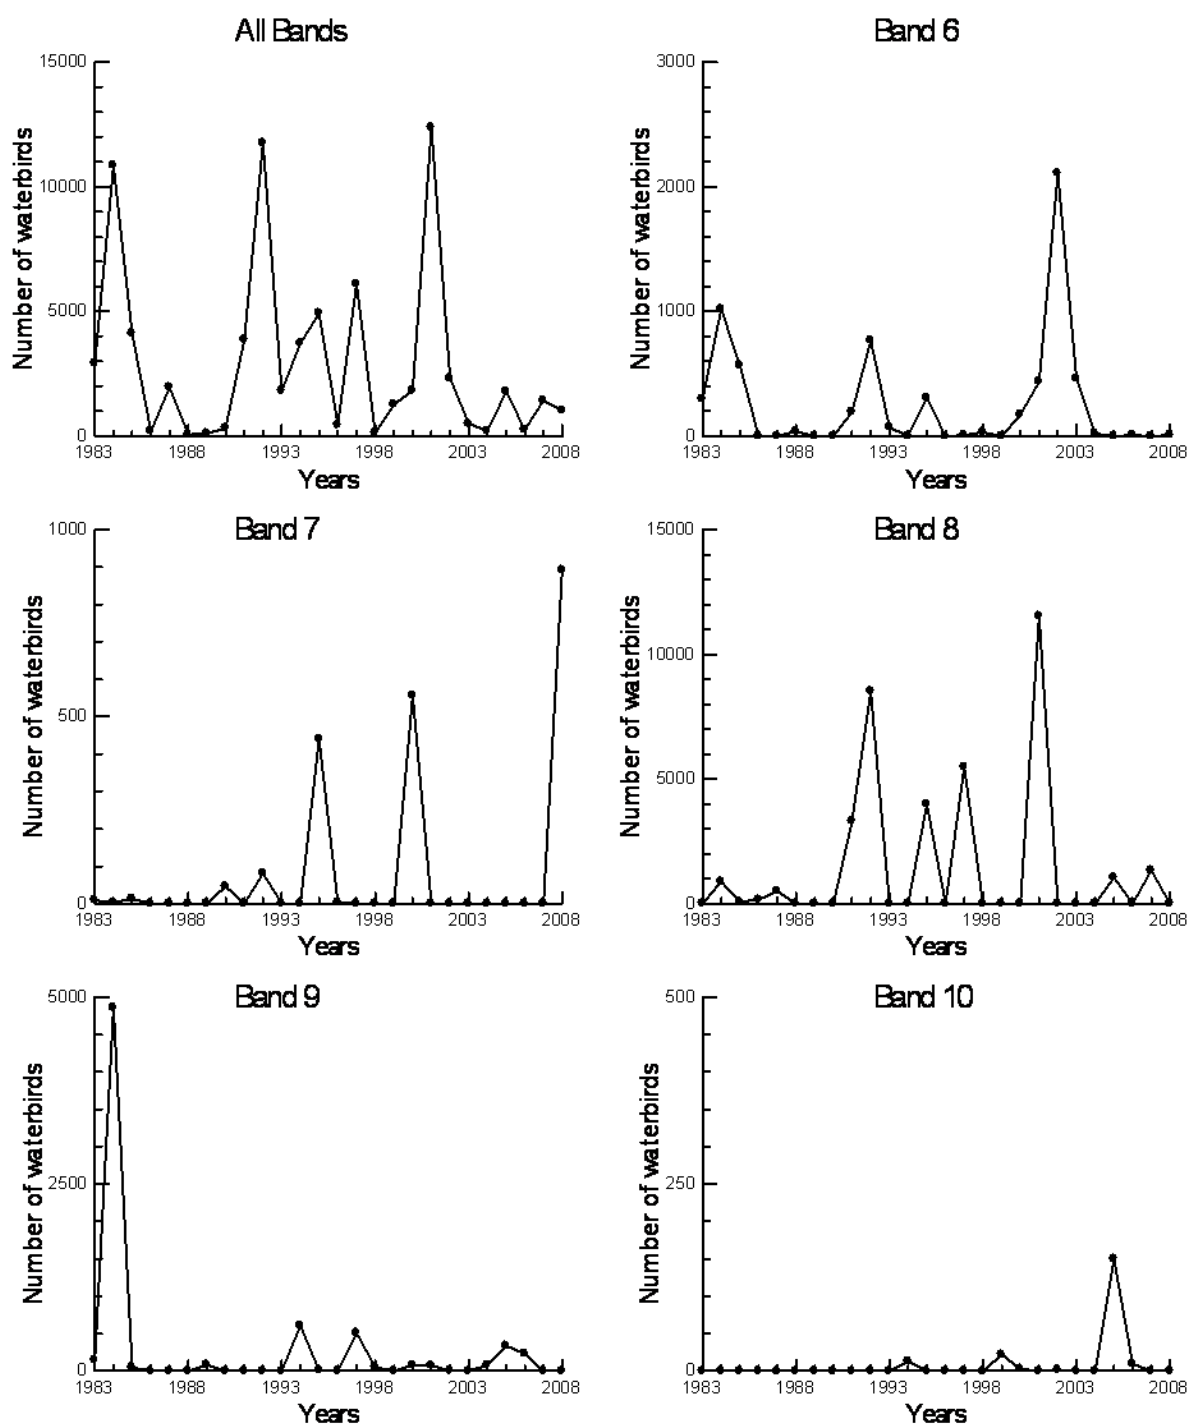 All Bands
15000
10000
5000
0
Number of waterbirds
1983 1988 1993 1998 2003 2008
Years
Band 6
3000
2000
1000
0
Number of waterbirds
1983 1988 1993 1998 2003 2008
Years
Band 7
1000
500
0
Number of waterbirds
1983 1988 1993 1998 2003 2008
Years
Band 8
15000
10000
5000
0
Number of waterbirds
1983 1988 1993 1998 2003 2008
Years
Band 9
5000
2500
0
Number of waterbirds
1983 1988 1993 1998 2003 2008
Years
Band 10
500
250
0
Number of waterbirds
1983 1988 1993 1998 2003 2008
Years